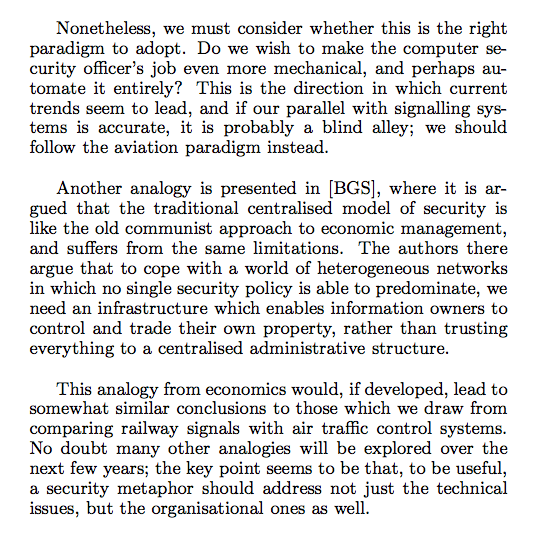 Nonetheless, we must consider whether this is the right
paradigm to adopt. Do we wish to make the computer se-
curity officer's job even more mechanical, and perhaps au-
tomate it entirely? This is the direction in which current
trends seem to lead, and if our parallel with signalling sys-
tems is accurate, it is probably a blind alley; we should
follow the aviation paradigm instead.
Another analogy is presented in [BGS], where it is ar-
gued that the traditional centralised model of security is
like the old communist approach to economic management,
and suffers from the same limitations. The authors there
argue that to cope with a world of heterogeneous networks
in which no single security policy is able to predominate, we
need an infrastructure which enables information owners to
control and trade their own property, rather than trusting
everything to a centralised administrative structure.
This analogy from economics would, if developed, lead to
somewhat similar conclusions to those which we draw from
comparing railway signals with air traffic control systems.
No doubt many other analogies will be explored over the
next few years; the key point seems to be that, to be useful,
a security metaphor should address not just the technical
issues, but the organisational ones as well.